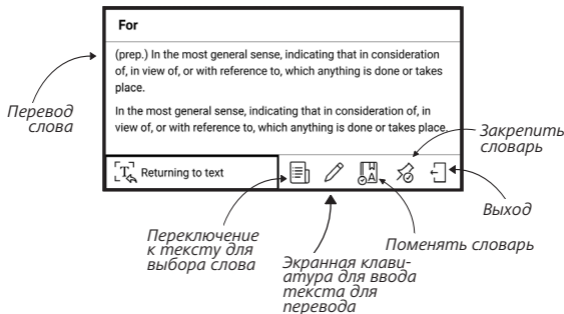 For
(prep.) In the most general sense, indicating that in consideration
of, in view of, or with reference to, which anything is done or takes
place.
In the most general sense, indicating that in consideration of, in
view of, or with reference to, which anything is done or takes place.
Перевод
слова
Закрепить
словарь
Returning to text
Выход
Переключение
к тексту для
выбора слова
Поменять словарь
Экранная клави-
атура для ввода
текста для
перевода